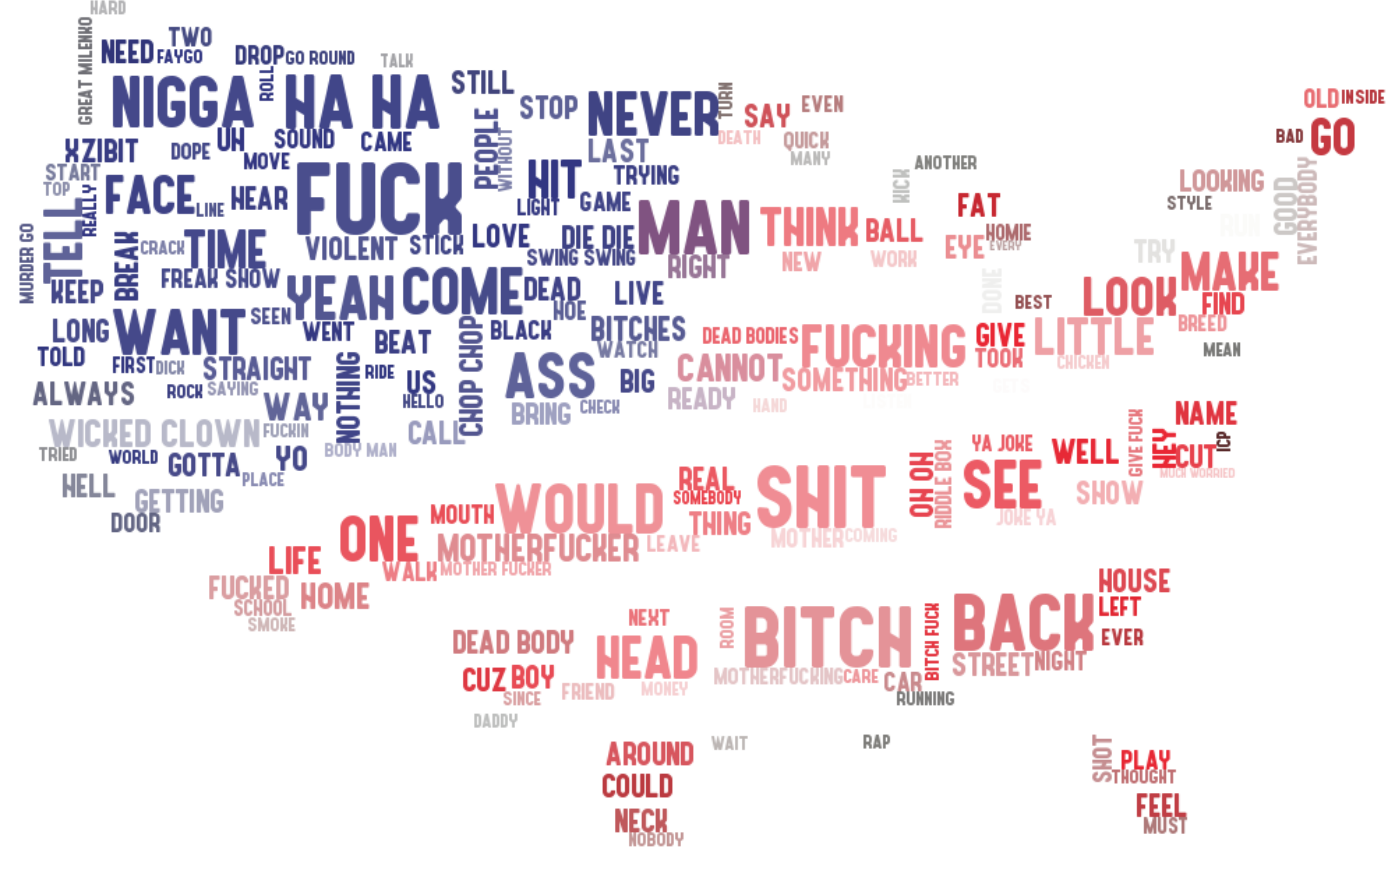 HARD
GREAT MILENKO
TWO
NEED
FAYGO
DROP
GO ROUND
TALK
ROLL
STILL
NIGGA
HA HA
PEOPLE
STOP
NEVER
TURN
SAY
EVEN
OLD
INSIDE
BAD
GO
XZIBIT
DOPE
UH
SOUND
CAME
MOVE
WITHOUT
LAST
DEATH
QUICK
MANY
START
TOP
REALLY
FACE
LINE
HEAR
FUCK
HIT
TRYING
LIGHT
GAME
KICK
ANOTHER
LOOKING
STYLE
GOOD
EVERYBODY
RUN
MURDER GO
TELL
BREAK
CRACK
TIME
VIOLENT
STICK
LOVE
DIE DIE
SWING SWING
MAN
RIGHT
THINK
BALL
NEW
WORK
FAT
EYE
HOMIE
EVERY
TRY
KEEP
FREAK SHOW
YEAH
COME
DEAD
HOE
LIVE
DONE
BEST
LOOK
MAKE
FIND
LONG
WANT
SEEN
WENT
BEAT
CHOP CHOP
BLACK
BITCHES
WATCH
DEAD BODIES
FUCKING
GIVE
TOOK
LITTLE
CHICKEN
BREED
MEAN
TOLD
FIRST
DICK
STRAIGHT
NOTHING
RIDE
US
HELLO
ASS
BIG
CANNOT
SOMETHING
BETTER
ALWAYS
ROCK
SAYING
WAY
BRING
CHECK
READY
HAND
WICKED CLOWN
FUCKIN
CALL
BODY MAN
NAME
GIVE FUCK
HEY
CUT
ICP
MUCH WORRIED
TRIED
WORLD
GOTTA
YO
PLACE
YA JOKE
WELL
HELL
GETTING
DOOR
WOULD
REAL
SOMEBODY
THING
SHIT
OH OH
RIDDLE BOX
SEE
JOKE YA
SHOW
ONE
MOUTH
MOTHERFUCKER
LEAVE
MOTHER
COMING
LIFE
WALK
MOTHER FUCKER
FUCKED
HOME
SCHOOL
SMOKE
HOUSE
LEFT
EVER
DEAD BODY
NEXT
HEAD
ROOM
BITCH
BITCH FUCK
BACK
STREET
NIGHT
CUZ
BOY
SINCE
FRIEND
MONEY
MOTHERFUCKING
CARE
CAR
RUNNING
DADDY
AROUND
WAIT
RAP
SHOT
PLAY
THOUGHT
COULD
FEEL
MUST
NECK
NOBODY